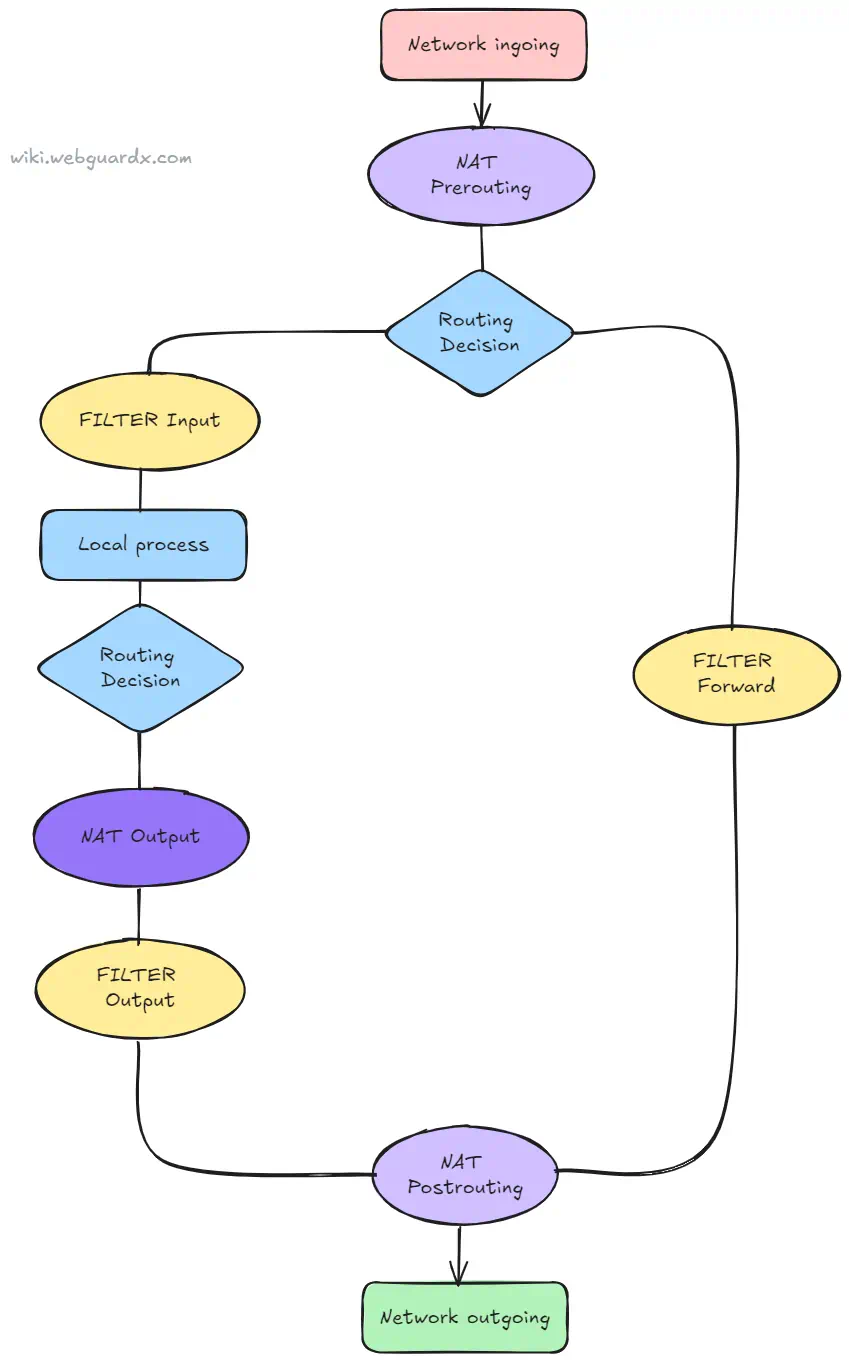 Network ingoing
wiki.webguardx.com
NAT
Prerouting
Routing
Decision
FILTER Input
Local process
Routing
Decision
FILTER
Forward
NAT Output
FILTER
Output
NAT
Postrouting
Network outgoing